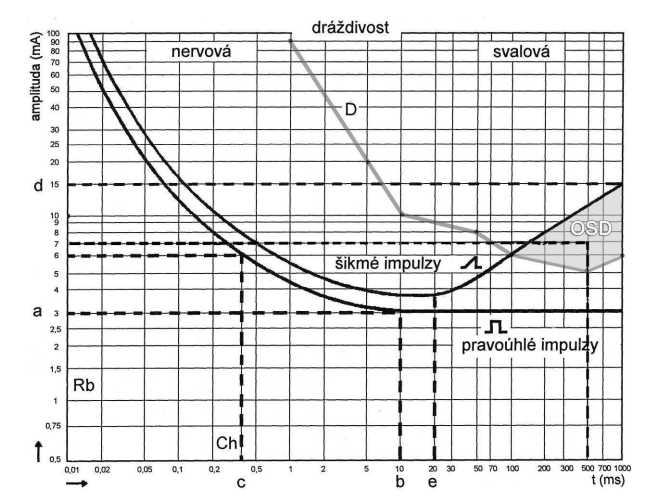 dráždivost
nervová
svalová
amplituda (mA)
100
90
80
70
60
50
40
30
25
20
15
10
9
8
7
6
5
4
3
2,5
2
1,5
1
0,75
0,5
d
a
D
OSD
šikmé impulzy
pravoúhlé impulzy
Rb
Ch
0,01
0,02
0,05
0,1
0,2
0,5
1
2
5
10
20
30
50
70
100
200
300
500
700
1000
c
b
e
t (ms)